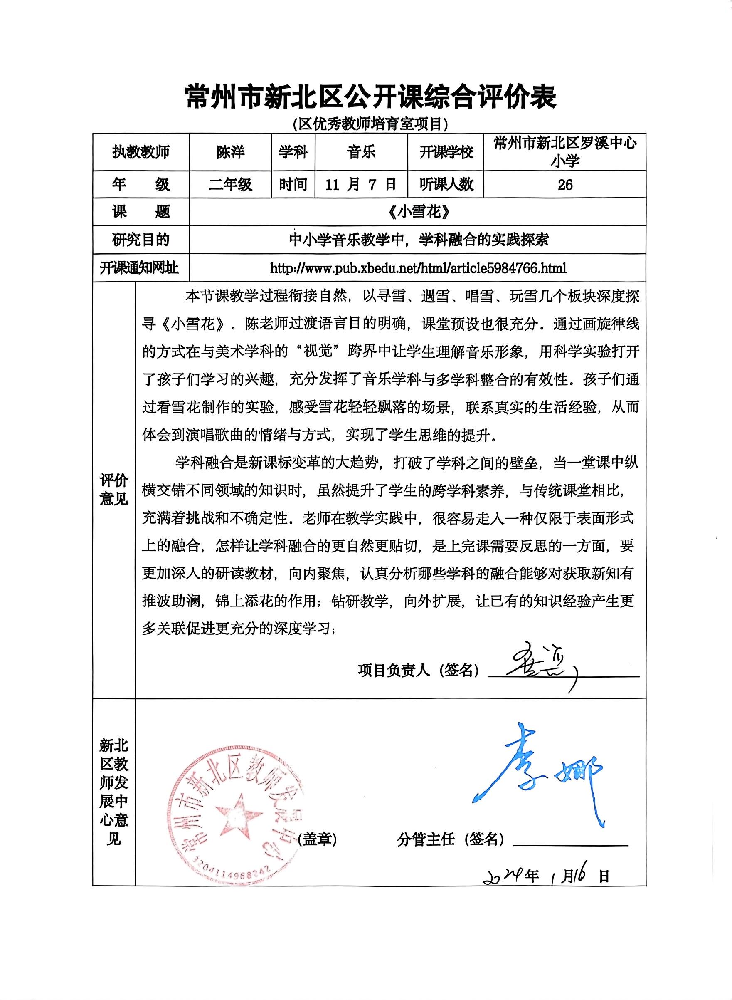 常州市新北区公开课综合评价表
(区优秀教师培育室项目)
执教教师 陈洋 学科 音乐 开课学校 常州市新北区罗溪中心
小学
年 级 二年级 时间 11 月 7 日 听课人数 26
课 题 《小雪花》
研究目的 中小学音乐教学中，学科融合的实践探索
开课通知网址 http://www.pub.xbedu.net/html/article5984766.html
评价
意见
本节课教学过程衔接自然，以寻雪、遇雪、唱雪、玩雪几个板块深度探
寻《小雪花》。陈老师过渡语言目的明确，课堂预设也很充分。通过画旋律线
的方式在与美术学科的“视觉”跨界中让学生理解音乐形象，用科学实验打开
了孩子们学习的兴趣，充分发挥了音乐学科与多学科整合的有效性。孩子们通
过看雪花制作的实验，感受雪花轻轻飘落的场景，联系真实的生活经验，从而
体会到演唱歌曲的情绪与方式，实现了学生思维的提升。
学科融合是新课标变革的大趋势，打破了学科之间的壁垒，当一堂课中纵
横交错不同领域的知识时，虽然提升了学生的跨学科素养，与传统课堂相比，
充满着挑战和不确定性。老师在教学实践中，很容易走入一种仅限于表面形式
上的融合，怎样让学科融合的更自然更贴切，是上完课需要反思的一方面，要
更加深入的研读教材，向内聚焦，认真分析哪些学科的融合能够对获取新知有
推波助澜，锦上添花的作用；钻研教学，向外扩展，让已有的知识经验产生更
多关联促进更充分的深度学习；
项目负责人（签名）
新北
区教
师发
展中
心意
见
常州市新北区教师发展中心
3204114968242
李娜
(盖章) 分管主任（签名）
2024年 1 月16 日